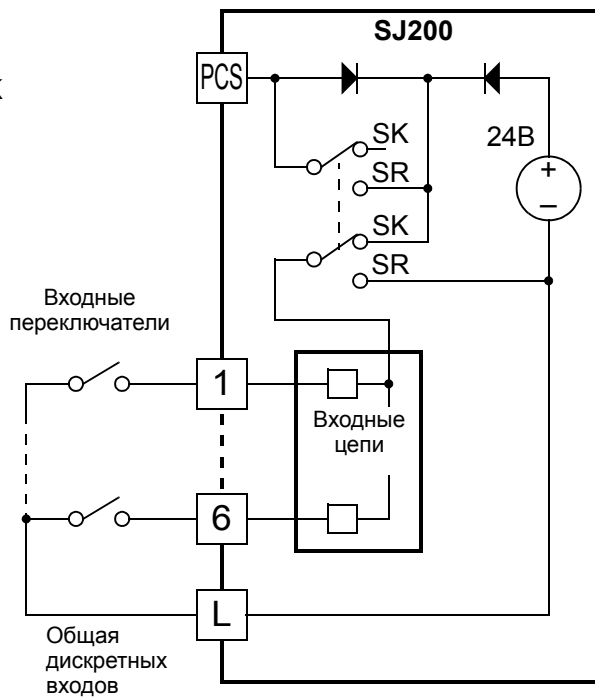 SJ200
PCS
К
SK
24В
SR
+
–
SK
SR
Входные
переключатели
1
Входные
цепи
6
L
Общая
дискретных
входов